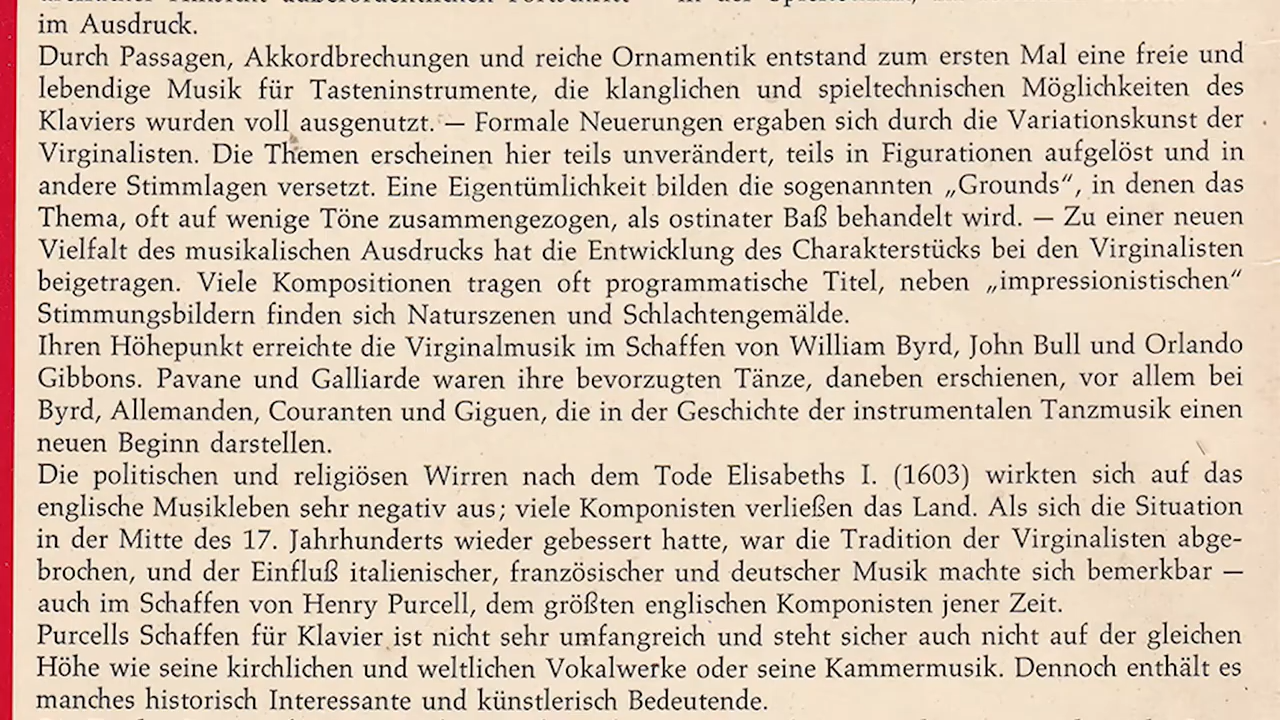 im Ausdruck.
Durch Passagen, Akkordbrechungen und reiche Ornamentik entstand zum ersten Mal eine freie und
lebendige Musik für Tasteninstrumente, die klanglichen und spieltechnischen Möglichkeiten des
Klaviers wurden voll ausgenutzt. — Formale Neuerungen ergaben sich durch die Variationskunst der
Virginalisten. Die Themen erscheinen hier teils unverändert, teils in Figurationen aufgelöst und in
andere Stimmlagen versetzt. Eine Eigentümlichkeit bilden die sogenannten „Grounds“, in denen das
Thema, oft auf wenige Töne zusammengezogen, als ostinater Baß behandelt wird. — Zu einer neuen
Vielfalt des musikalischen Ausdrucks hat die Entwicklung des Charakterstücks bei den Virginalisten
beigetragen. Viele Kompositionen tragen oft programmatische Titel, neben „impressionistischen“
Stimmungsbildern finden sich Naturszenen und Schlachtengemälde.
Ihren Höhepunkt erreichte die Virginalmusik im Schaffen von William Byrd, John Bull und Orlando
Gibbons. Pavane und Galliarde waren ihre bevorzugten Tänze, daneben erschienen, vor allem bei
Byrd, Allemanden, Couranten und Giguen, die in der Geschichte der instrumentalen Tanzmusik einen
neuen Beginn darstellen.
Die politischen und religiösen Wirren nach dem Tode Elisabeths I. (1603) wirkten sich auf das
englische Musikleben sehr negativ aus; viele Komponisten verließen das Land. Als sich die Situation
in der Mitte des 17. Jahrhunderts wieder gebessert hatte, war die Tradition der Virginalisten abge-
brochen, und der Einfluß italienischer, französischer und deutscher Musik machte sich bemerkbar —
auch im Schaffen von Henry Purcell, dem größten englischen Komponisten jener Zeit.
Purcells Schaffen für Klavier ist nicht sehr umfangreich und steht sicher auch nicht auf der gleichen
Höhe wie seine kirchlichen und weltlichen Vokalwerke oder seine Kammermusik. Dennoch enthält es
manches historisch Interessante und künstlerisch Bedeutende.